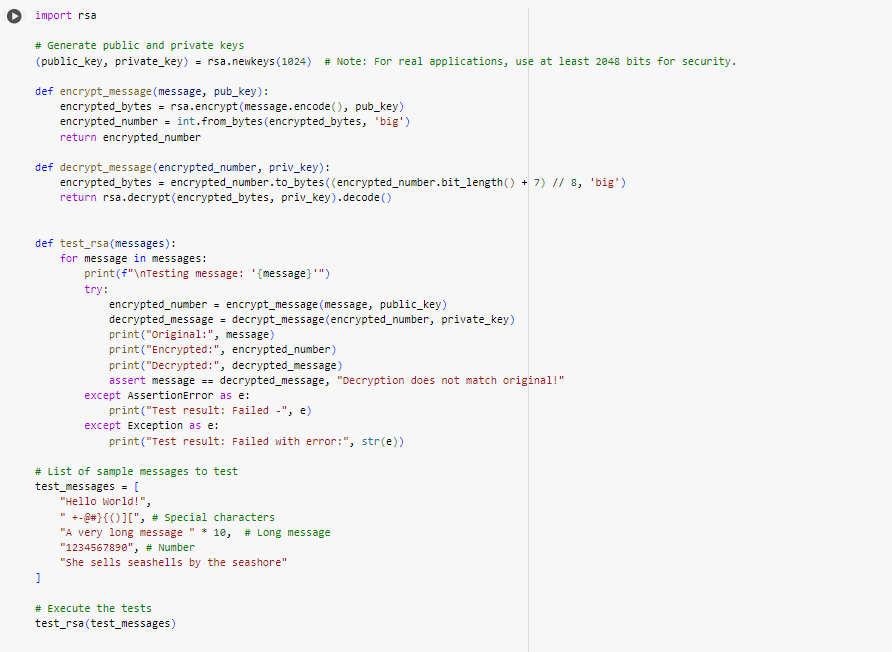 import rsa
# Generate public and private keys
(public_key, private_key) = rsa.newkeys(1024)  # Note: For real applications, use at least 2048 bits for security.
def encrypt_message(message, pub_key):
    encrypted_bytes = rsa.encrypt(message.encode(), pub_key)
    encrypted_number = int.from_bytes(encrypted_bytes, 'big')
    return encrypted_number
def decrypt_message(encrypted_number, priv_key):
    encrypted_bytes = encrypted_number.to_bytes((encrypted_number.bit_length() + 7) // 8, 'big')
    return rsa.decrypt(encrypted_bytes, priv_key).decode()
def test_rsa(messages):
    for message in messages:
        print(f"\nTesting message: '{message}'")
        try:
            encrypted_number = encrypt_message(message, public_key)
            decrypted_message = decrypt_message(encrypted_number, private_key)
            print("Original:", message)
            print("Encrypted:", encrypted_number)
            print("Decrypted:", decrypted_message)
            assert message == decrypted_message, "Decryption does not match original!"
        except AssertionError as e:
            print("Test result: Failed -", e)
        except Exception as e:
            print("Test result: Failed with error:", str(e))
# List of sample messages to test
test_messages = [
    "Hello World!",
    " +-@#}{()][", # Special characters
    "A very long message " * 10,  # Long message
    "1234567890", # Number
    "She sells seashells by the seashore"
]
# Execute the tests
test_rsa(test_messages)